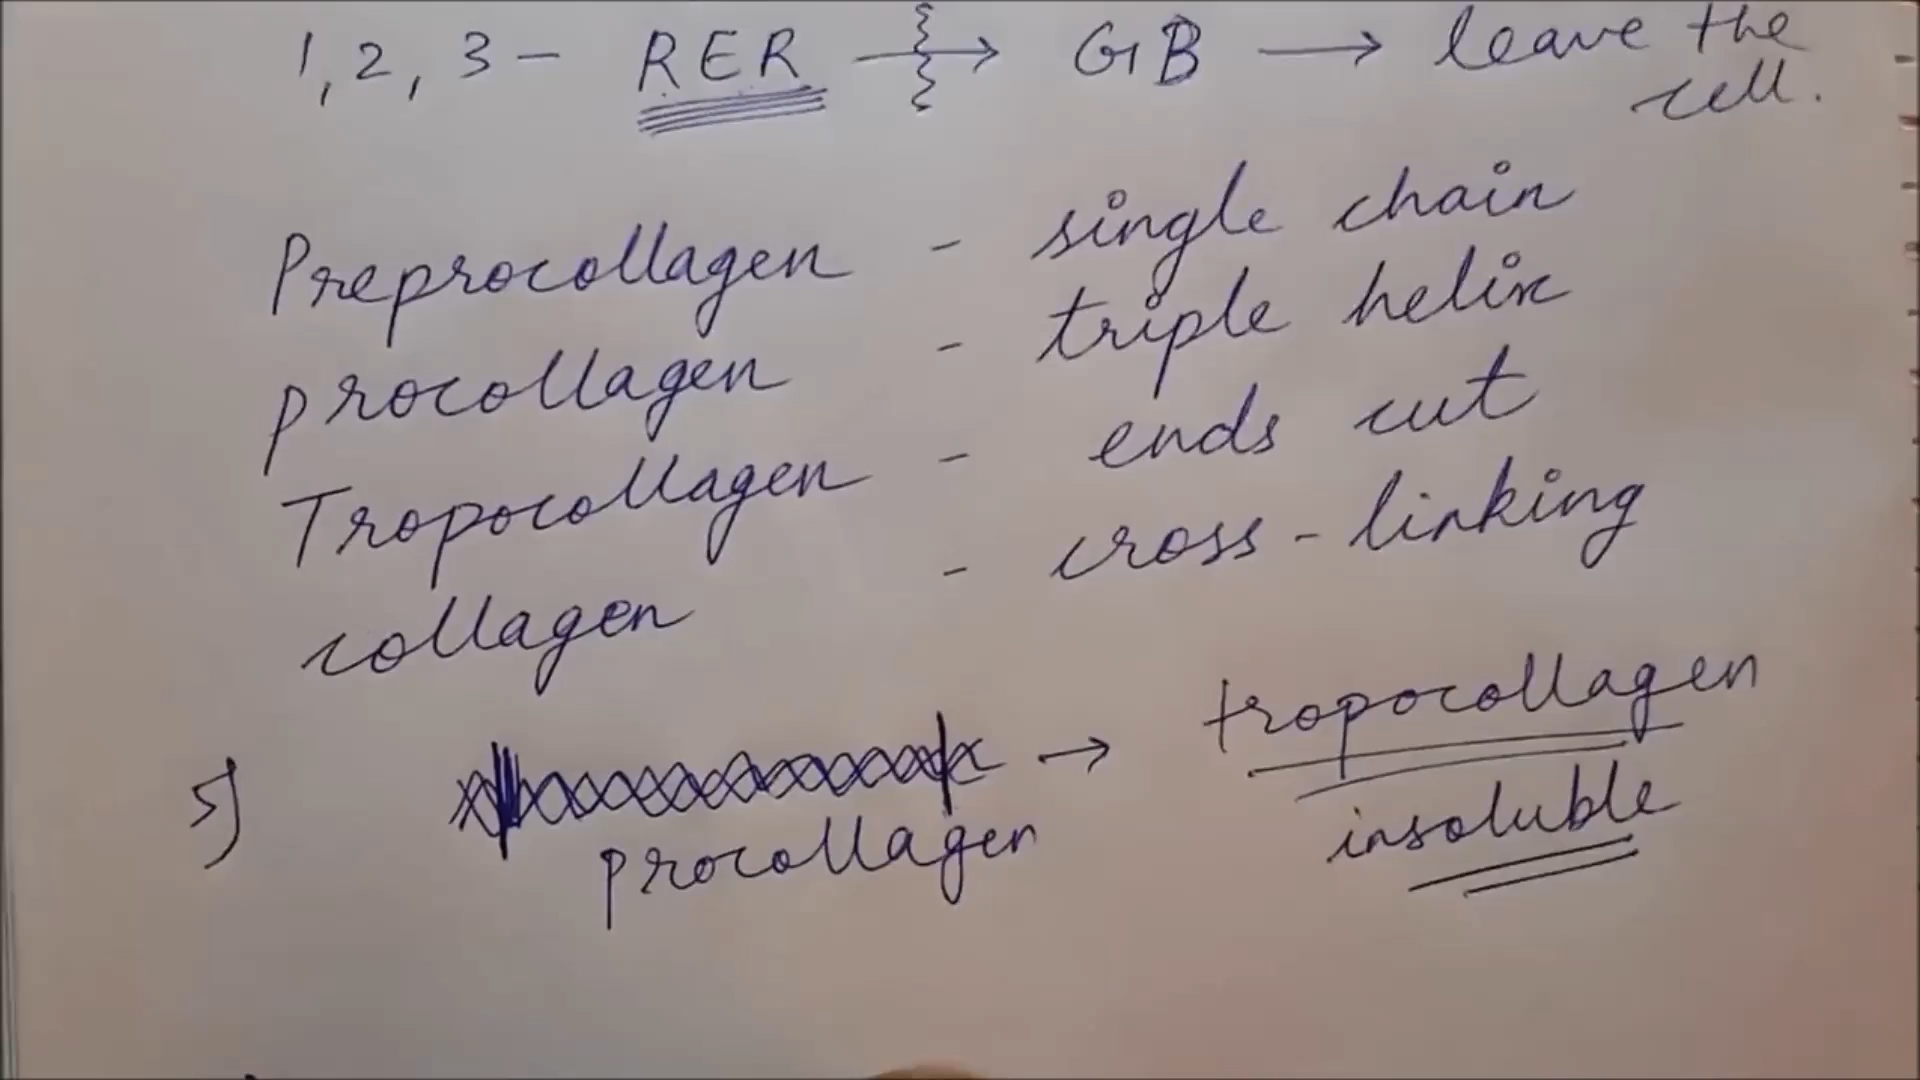 1, 2, 3 - RER → GB → leave the cell.
Preprocollagen - single chain
procollagen - triple helix
Tropocollagen - ends cut
collagen - cross-linking
5) procollagen → tropocollagen
insoluble